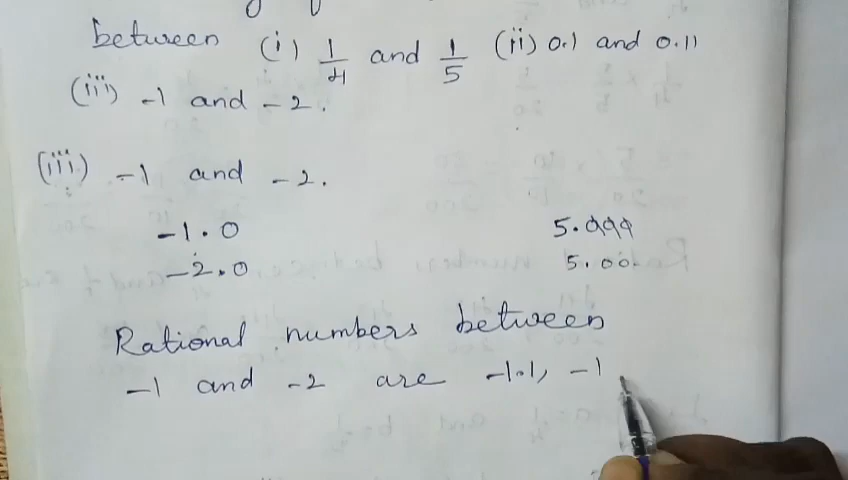 between (i) 1/4 and 1/5 (ii) 0.1 and 0.11
(iii) -1 and -2.
(iii) -1 and -2.
-1.0 5.999
-2.0 5.00
Rational numbers between
-1 and -2 are -1.1, -1